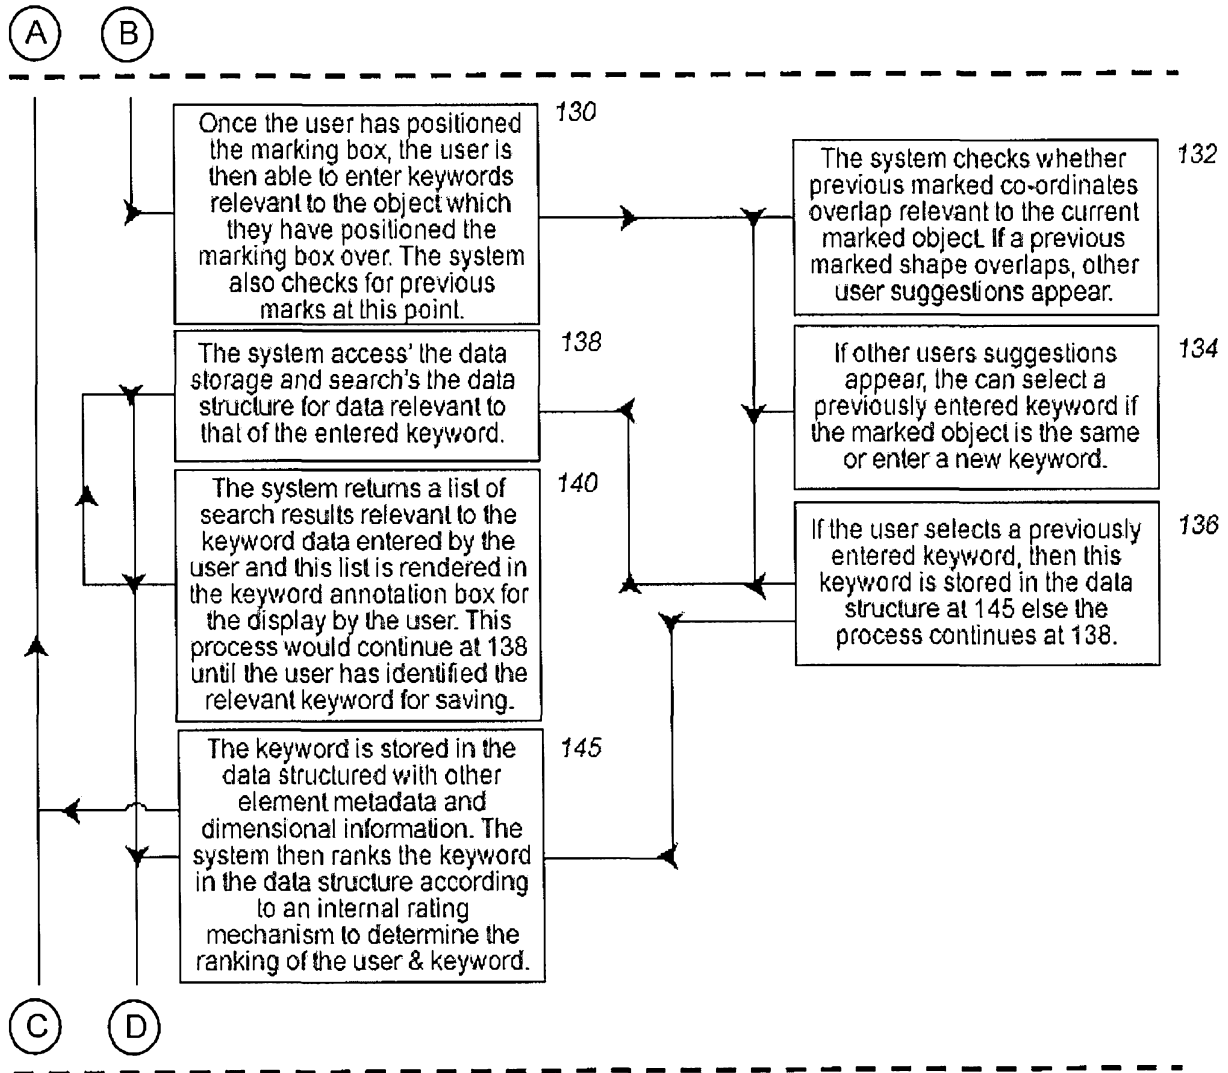 A B
130
Once the user has positioned
the marking box, the user is
then able to enter keywords
relevant to the object which
they have positioned the
marking box over. The system
also checks for previous
marks at this point.
132
The system checks whether
previous marked co-ordinates
overlap relevant to the current
marked object. If a previous
marked shape overlaps, other
user suggestions appear.
134
If other users suggestions
appear, the can select a
previously entered keyword if
the marked object is the same
or enter a new keyword.
136
If the user selects a previously
entered keyword, then this
keyword is stored in the data
structure at 145 else the
process continues at 138.
138
The system access' the data
storage and search's the data
structure for data relevant to
that of the entered keyword.
140
The system returns a list of
search results relevant to the
keyword data entered by the
user and this list is rendered in
the keyword annotation box for
the display by the user. This
process would continue at 138
until the user has identified the
relevant keyword for saving.
145
The keyword is stored in the
data structured with other
element metadata and
dimensional information. The
system then ranks the keyword
in the data structure according
to an internal rating
mechanism to determine the
ranking of the user & keyword.
C D